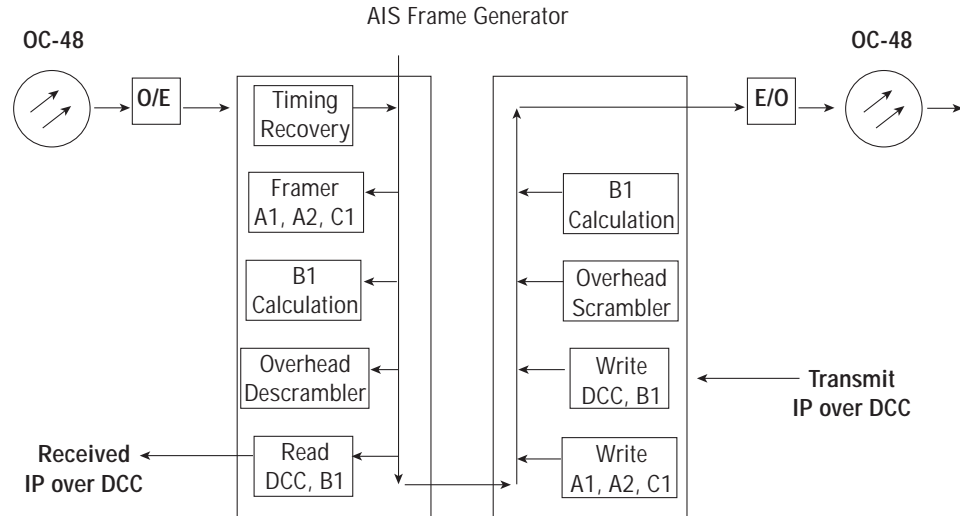 AIS Frame Generator
OC-48
OC-48
O/E
E/O
Timing
Recovery
Framer
A1, A2, C1
B1
Calculation
B1
Calculation
Overhead
Scrambler
Overhead
Descrambler
Write
DCC, B1
Transmit
IP over DCC
Received
IP over DCC
Read
DCC, B1
Write
A1, A2, C1